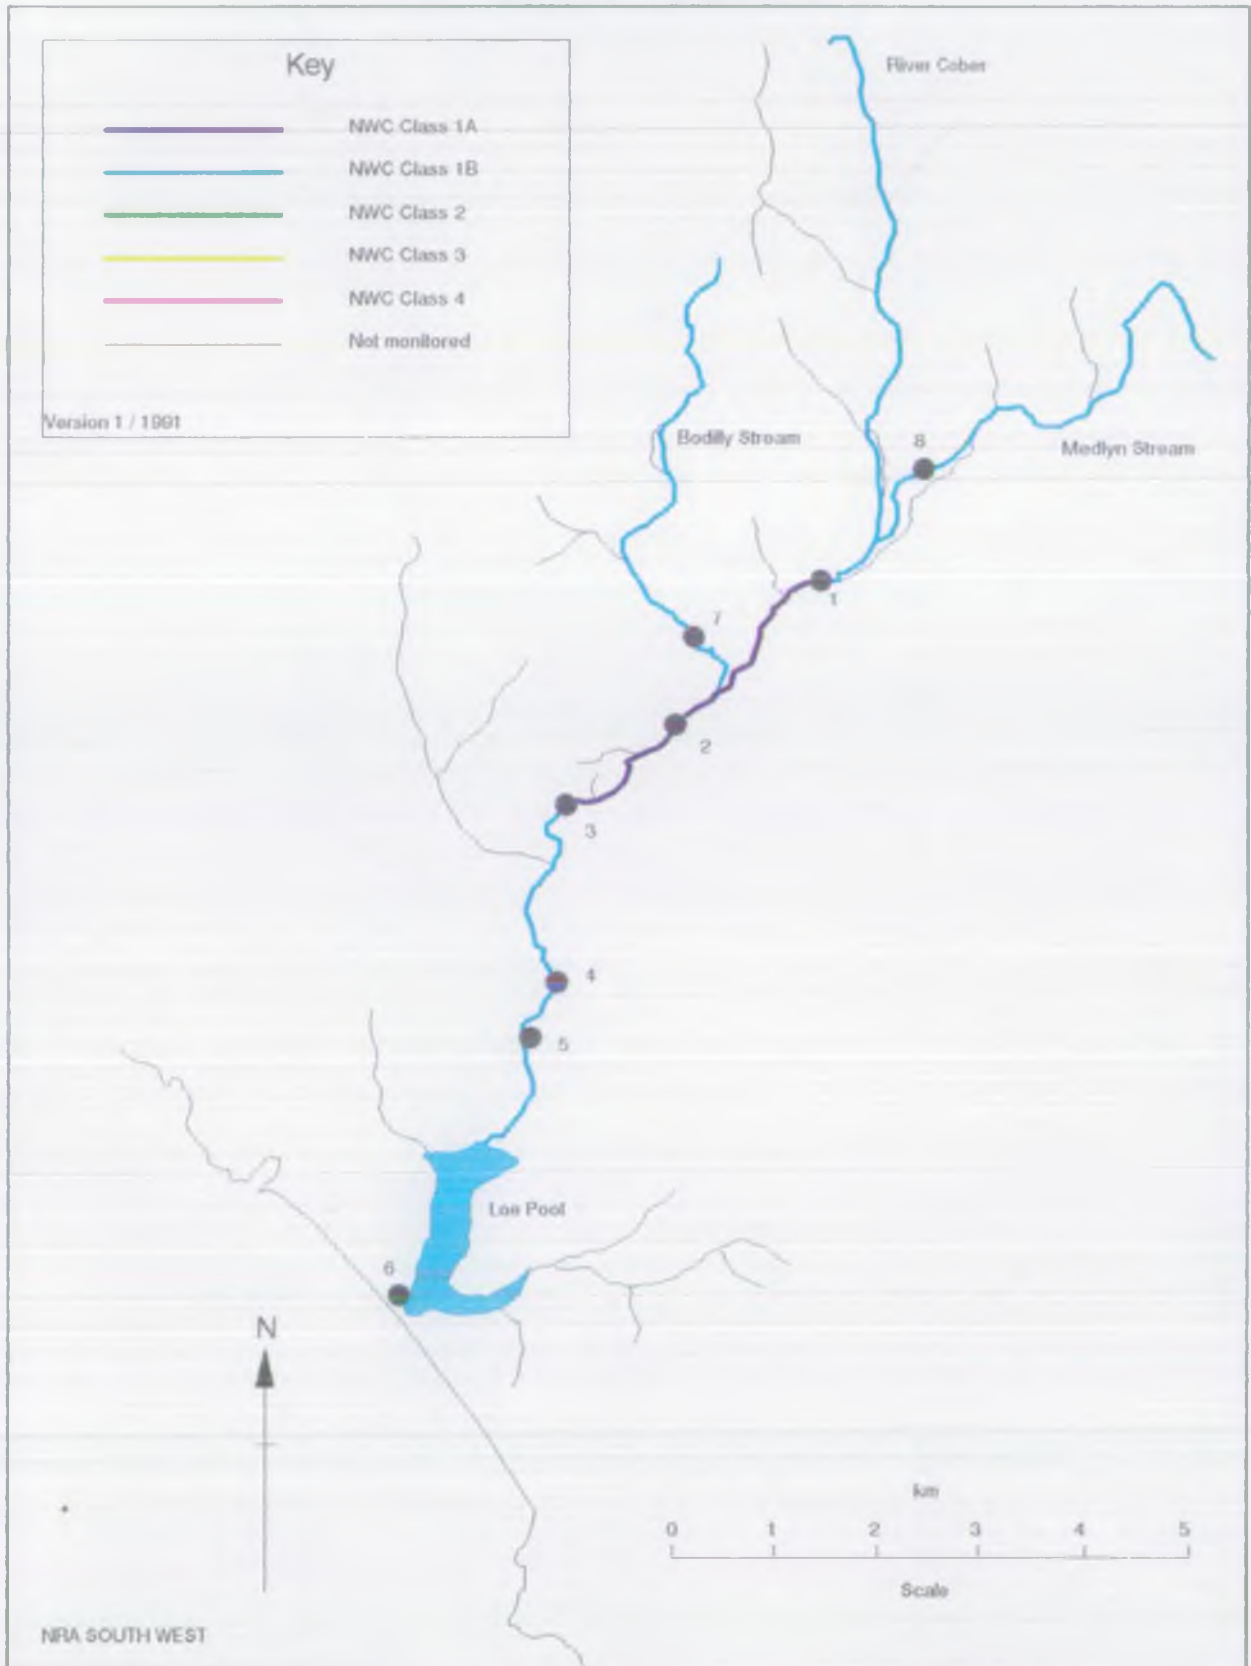 Key
NWC Class 1A
NWC Class 1B
NWC Class 2
NWC Class 3
NWC Class 4
Not monitored
Version 1 / 1991
River Cober
Bodilly Stream
8
Medlyn Stream
1
7
2
3
4
5
Loe Pool
6
N
km
0 1 2 3 4 5
Scale
NRA SOUTH WEST